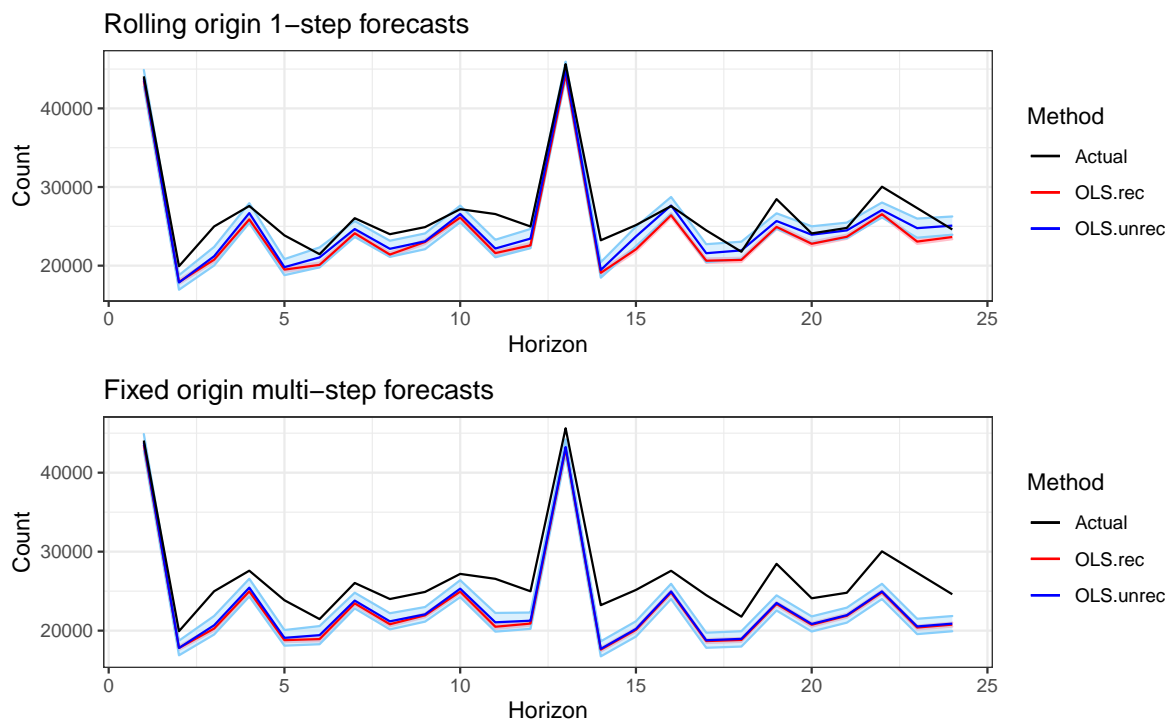 Rolling origin 1−step forecasts
40000
30000
20000
Count
0
5
10
15
20
25
Horizon
Method
Actual
OLS.rec
OLS.unrec
Fixed origin multi−step forecasts
40000
30000
20000
Count
0
5
10
15
20
25
Horizon
Method
Actual
OLS.rec
OLS.unrec